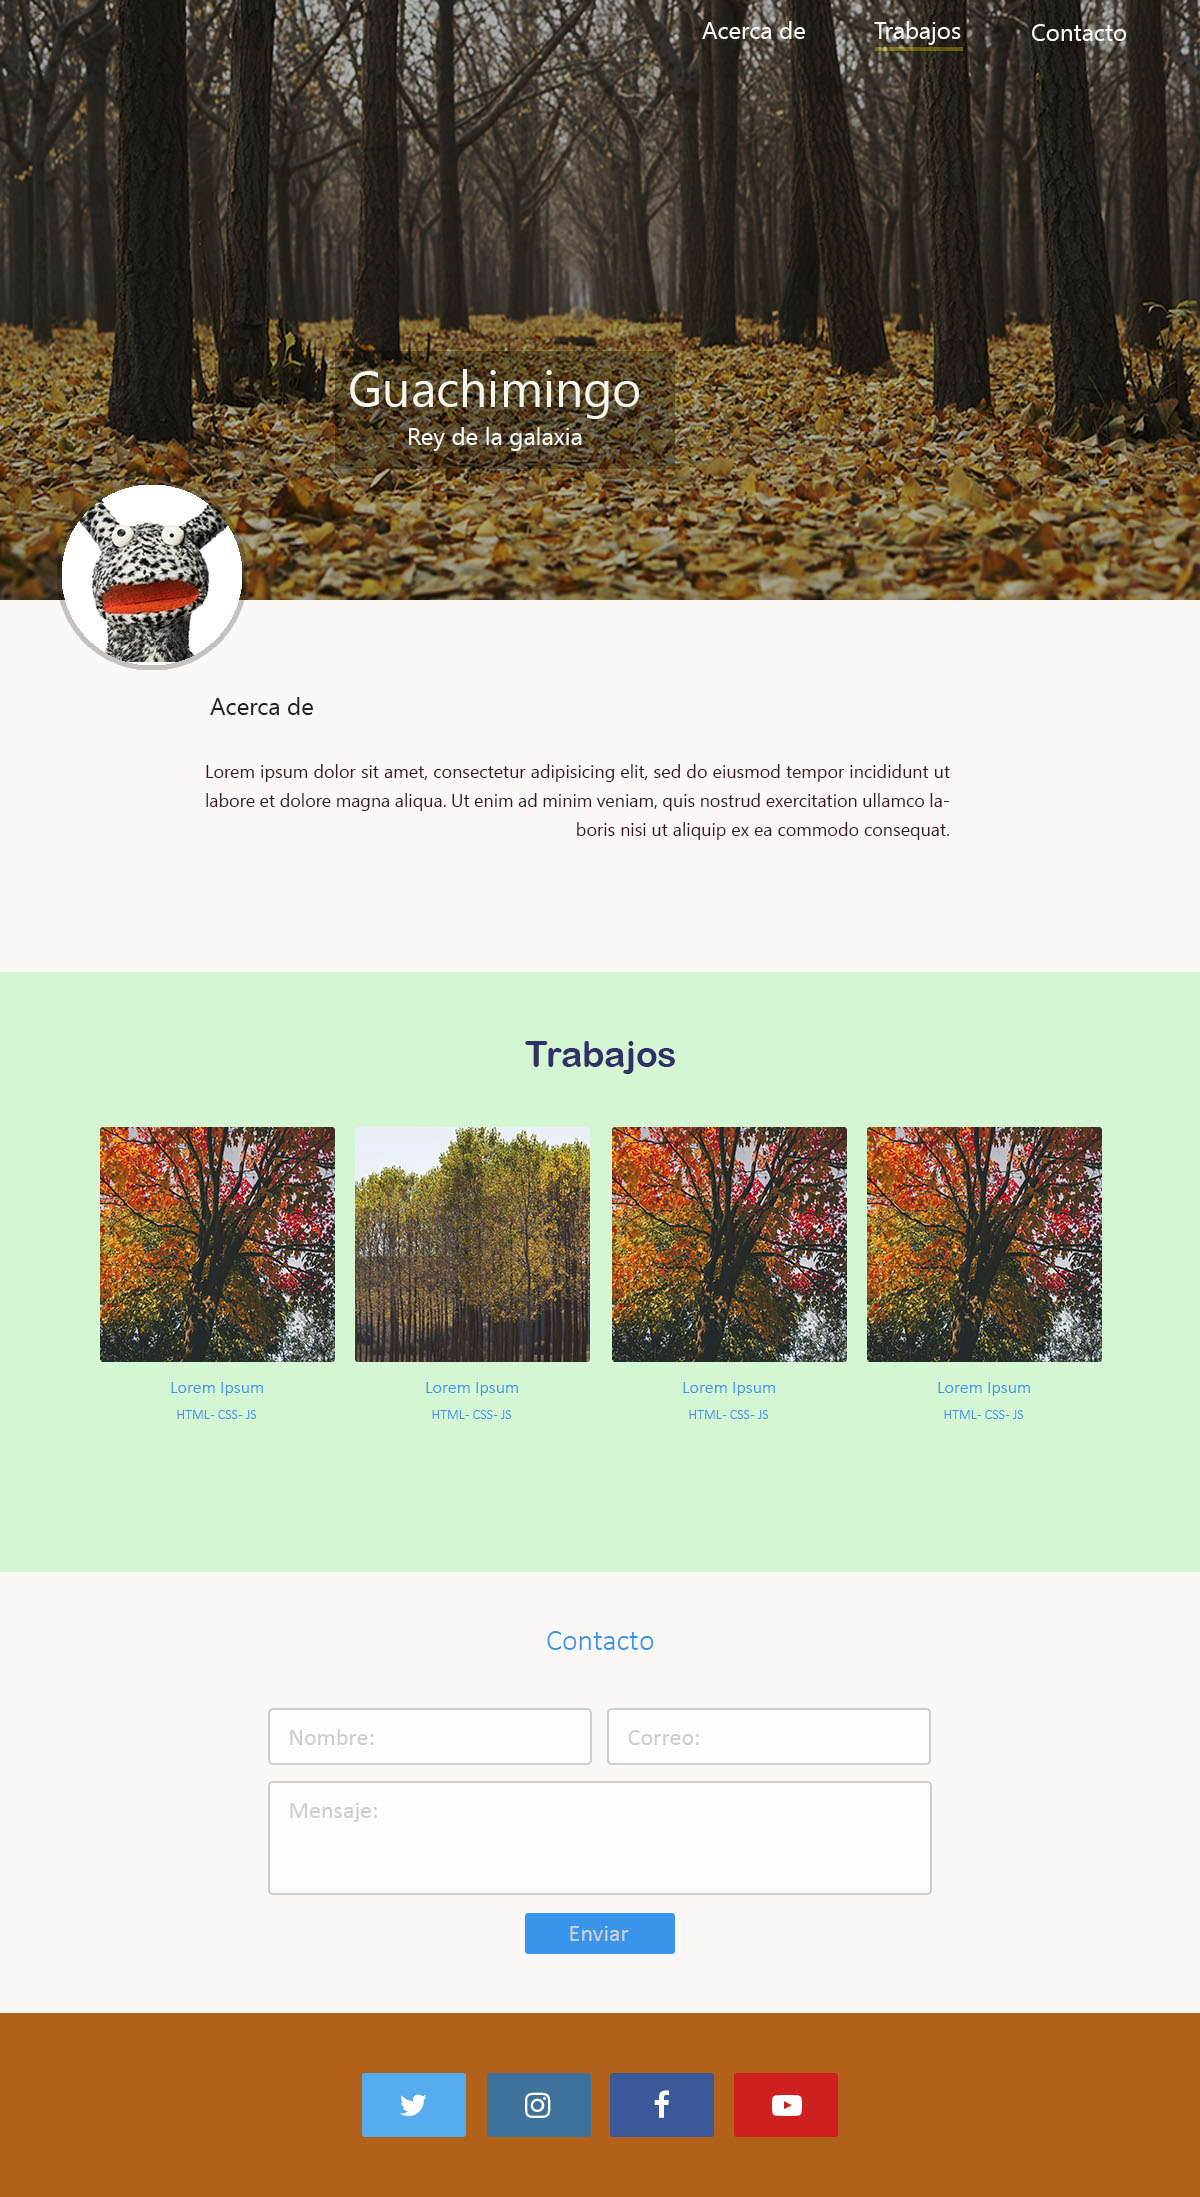 Acerca de
Trabajos
Contacto
Guachimingo
Rey de la galaxia
Acerca de
Lorem ipsum dolor sit amet, consectetur adipisicing elit, sed do eiusmod tempor incididunt ut
labore et dolore magna aliqua. Ut enim ad minim veniam, quis nostrud exercitation ullamco la-
boris nisi ut aliquip ex ea commodo consequat.
Trabajos
Lorem Ipsum
HTML- CSS- JS
Lorem Ipsum
HTML- CSS- JS
Lorem Ipsum
HTML- CSS- JS
Lorem Ipsum
HTML- CSS- JS
Contacto
Nombre:
Correo:
Mensaje:
Enviar